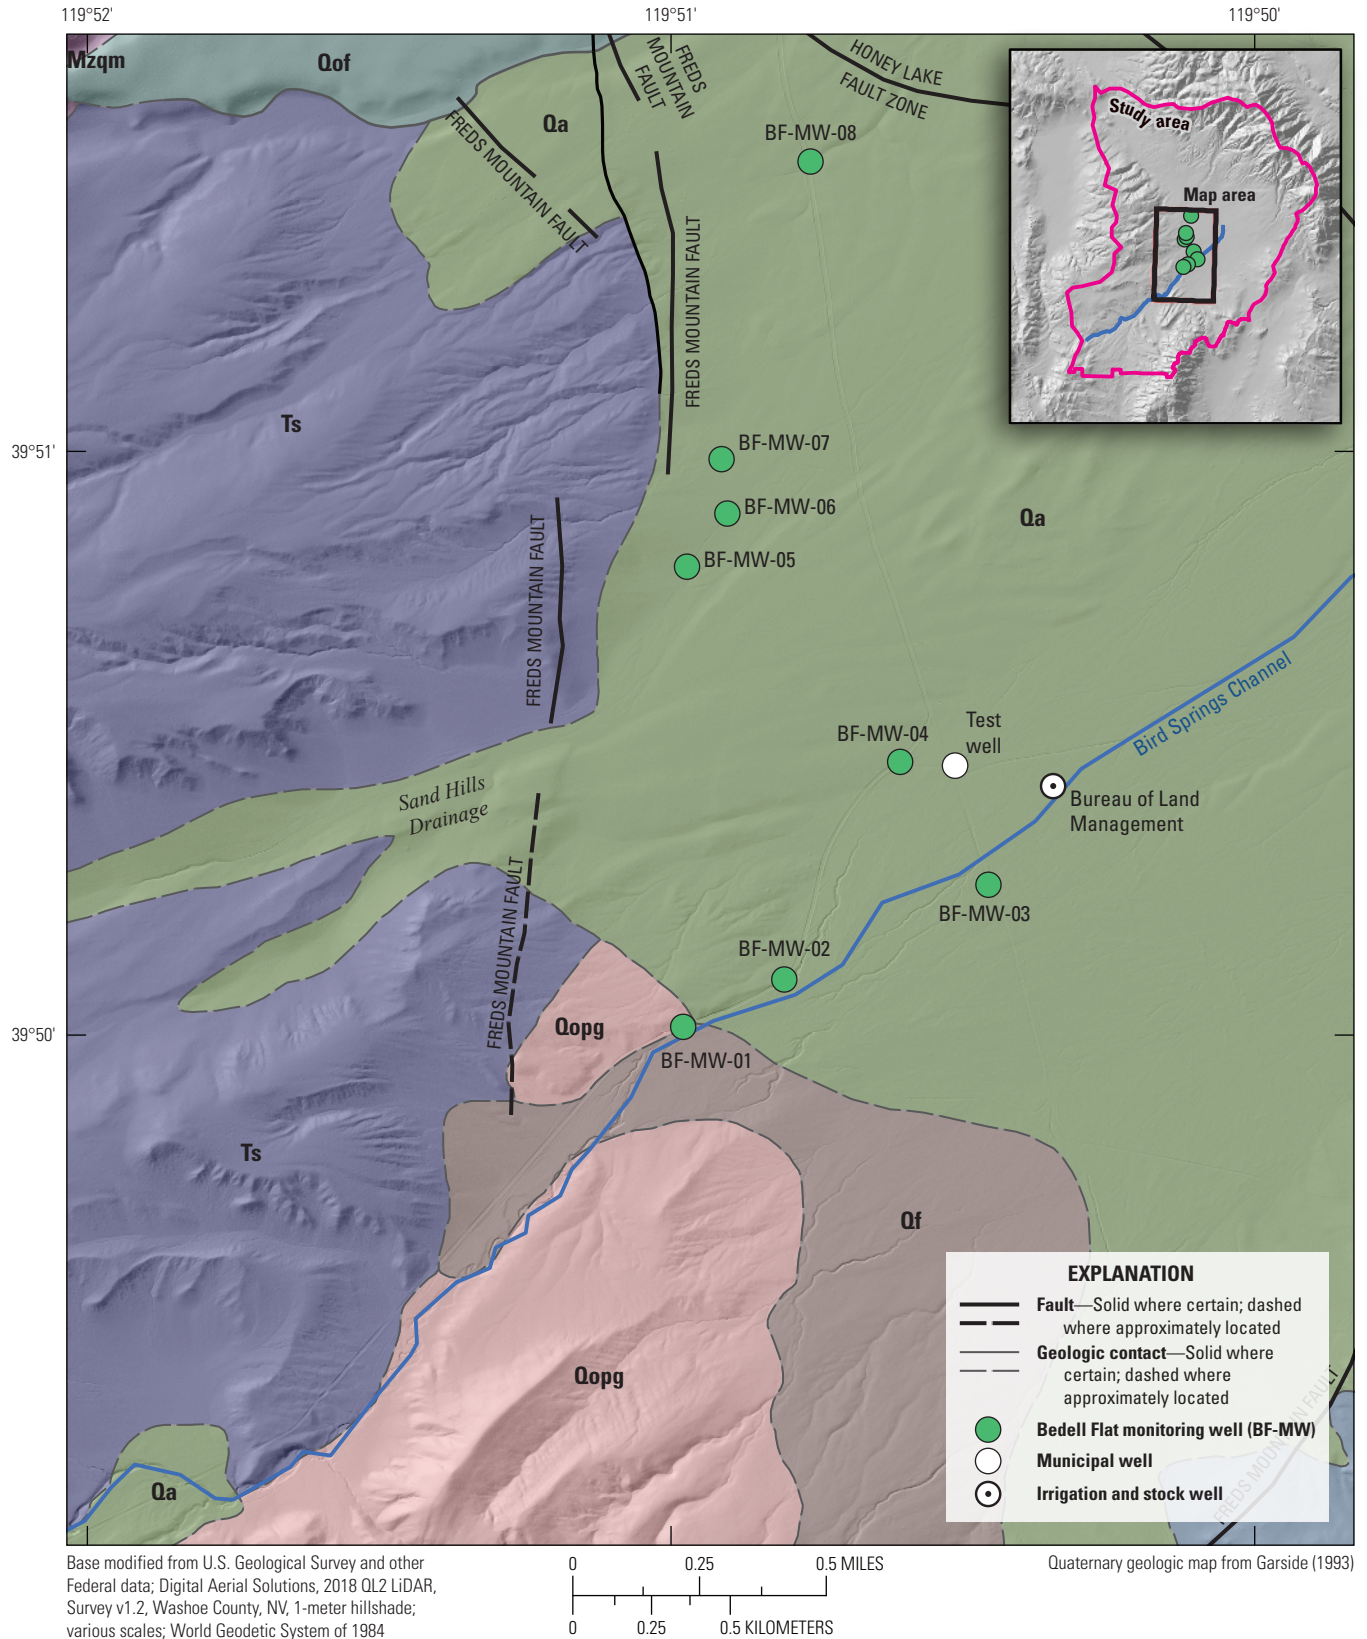 119°52'
119°51'
119°50'
Mzqm
Qof
Qa
FREDS
MOUNTAIN
FAULT
FREDS
MOUNTAIN
HONEY LAKE
FAULT ZONE
Study area
Map area
BF-MW-08
FREDS MOUNTAIN FAULT
FREDS MOUNTAIN FAULT
Ts
39°51'
BF-MW-07
BF-MW-06
BF-MW-05
Qa
FREDS MOUNTAIN FAULT
Bird Springs Channel
BF-MW-04
Test
well
Sand Hills
Drainage
Bureau of Land
Management
FREDS MOUNTAIN FAULT
BF-MW-03
BF-MW-02
39°50'
Qopg
BF-MW-01
Ts
Qf
Qopg
Qa
EXPLANATION
Fault—Solid where certain; dashed
where approximately located
Geologic contact—Solid where
certain; dashed where
approximately located
Bedell Flat monitoring well (BF-MW)
Municipal well
Irrigation and stock well
FREDS MOUNTAIN FAULT
Base modified from U.S. Geological Survey and other
Federal data; Digital Aerial Solutions, 2018 QL2 LiDAR,
Survey v1.2, Washoe County, NV, 1-meter hillshade;
various scales; World Geodetic System of 1984
0 0.25 0.5 MILES
0 0.25 0.5 KILOMETERS
Quaternary geologic map from Garside (1993)